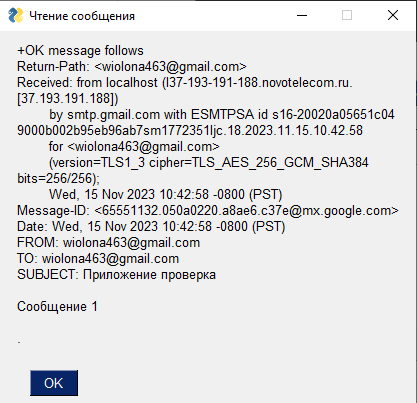 Чтение сообщения
+OK message follows
Return-Path: <wiolona463@gmail.com>
Received: from localhost (l37-193-191-188.novotelecom.ru.
[37.193.191.188])
by smtp.gmail.com with ESMTPSA id s16-20020a05651c04
9000b002b95eb96ab7sm1772351ljc.18.2023.11.15.10.42.58
for <wiolona463@gmail.com>
(version=TLS1_3 cipher=TLS_AES_256_GCM_SHA384
bits=256/256);
Wed, 15 Nov 2023 10:42:58 -0800 (PST)
Message-ID: <65551132.050a0220.a8ae6.c37e@mx.google.com>
Date: Wed, 15 Nov 2023 10:42:58 -0800 (PST)
FROM: wiolona463@gmail.com
TO: wiolona463@gmail.com
SUBJECT: Приложение проверка
Сообщение 1
.
OK